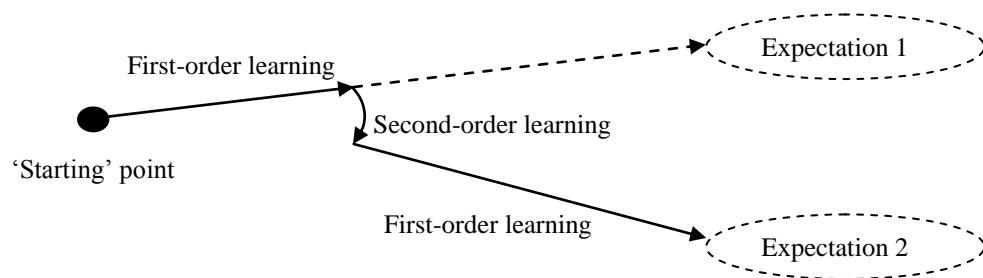 Expectation 1
First-order learning
Second-order learning
‘Starting’ point
First-order learning
Expectation 2